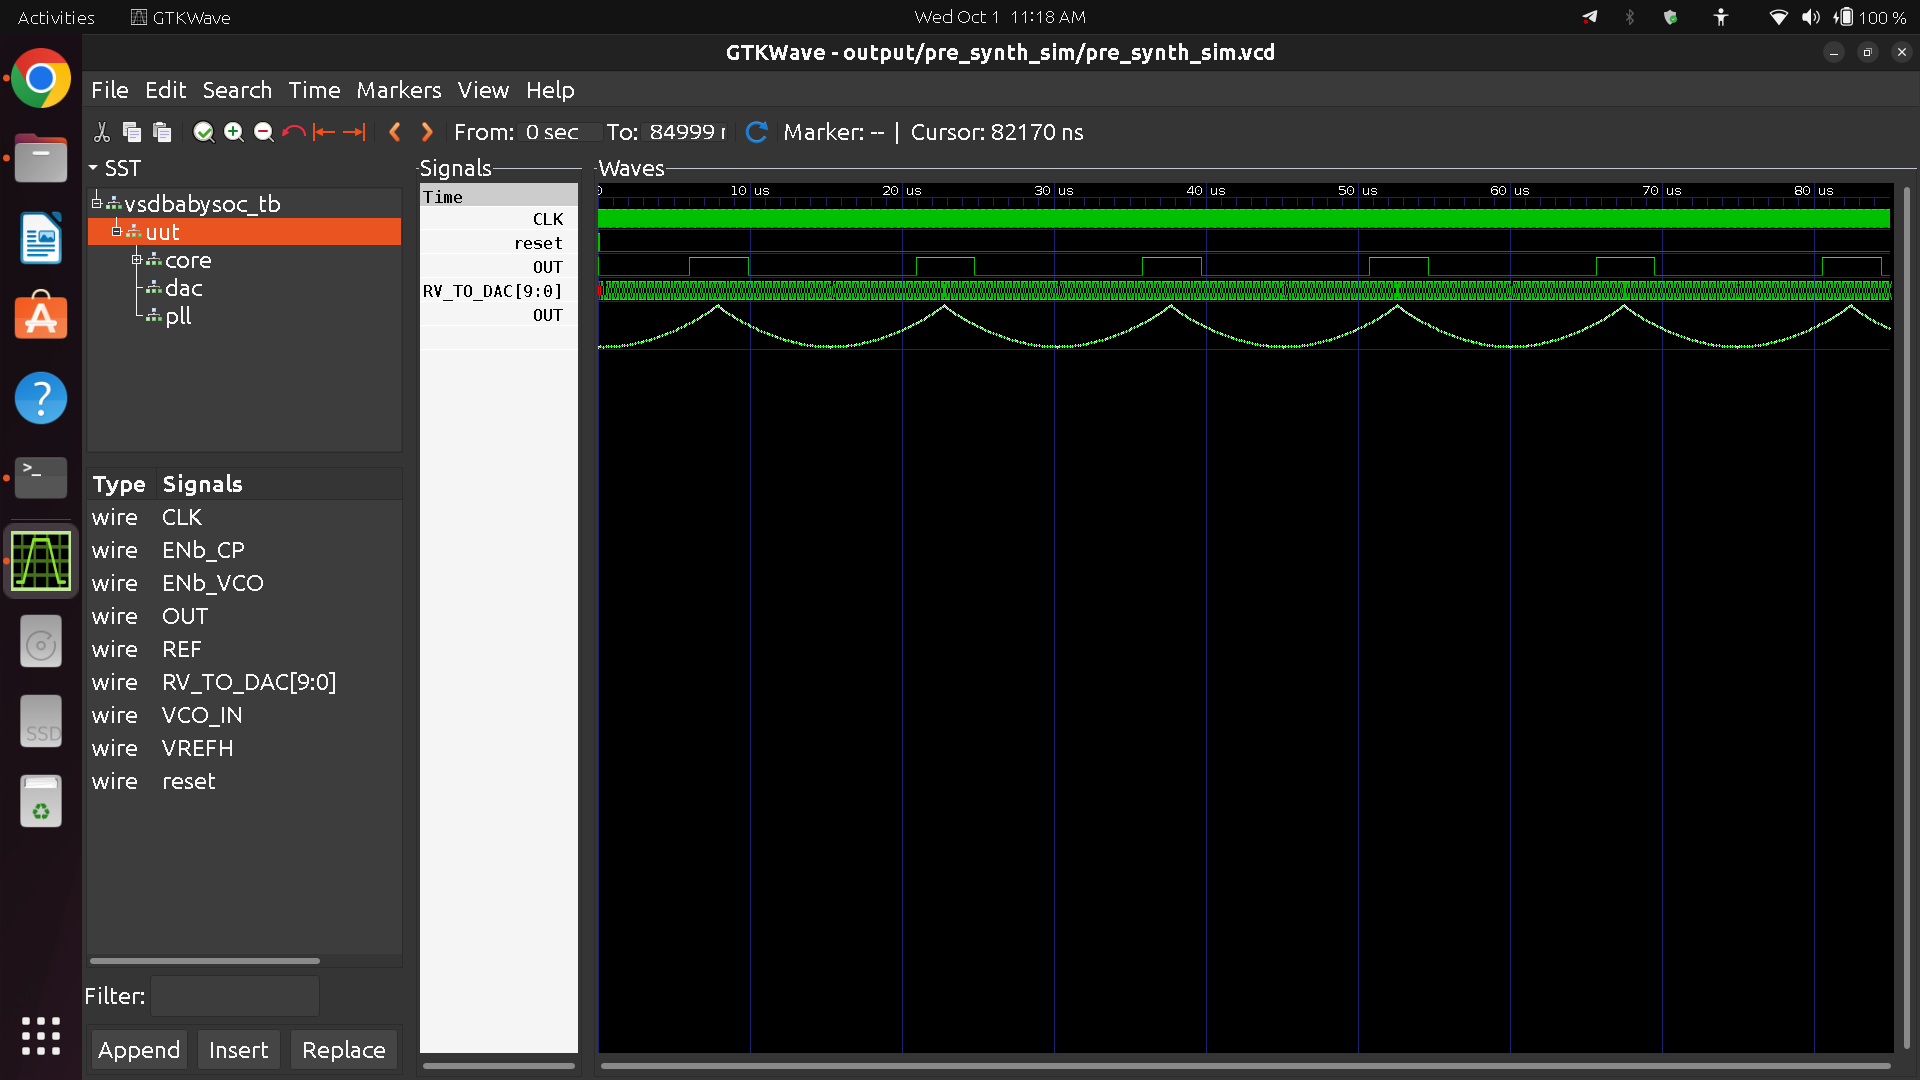 Activities GTKWave Wed Oct 1 11:18 AM 100 %
GTKWave - output/pre_synth_sim/pre_synth_sim.vcd
File Edit Search Time Markers View Help
From: 0 sec To: 84999 Marker: -- | Cursor: 82170 ns
SST
vsdbabysoc_tb
uut
core
dac
pll
Type Signals
wire CLK
wire ENb_CP
wire ENb_VCO
wire OUT
wire REF
wire RV_TO_DAC[9:0]
wire VCO_IN
wire VREFH
wire reset
Filter:
Append Insert Replace
Signals
Time
CLK
reset
OUT
RV_TO_DAC[9:0]
OUT
Waves
0 10 us 20 us 30 us 40 us 50 us 60 us 70 us 80 us
>_
?
SSD